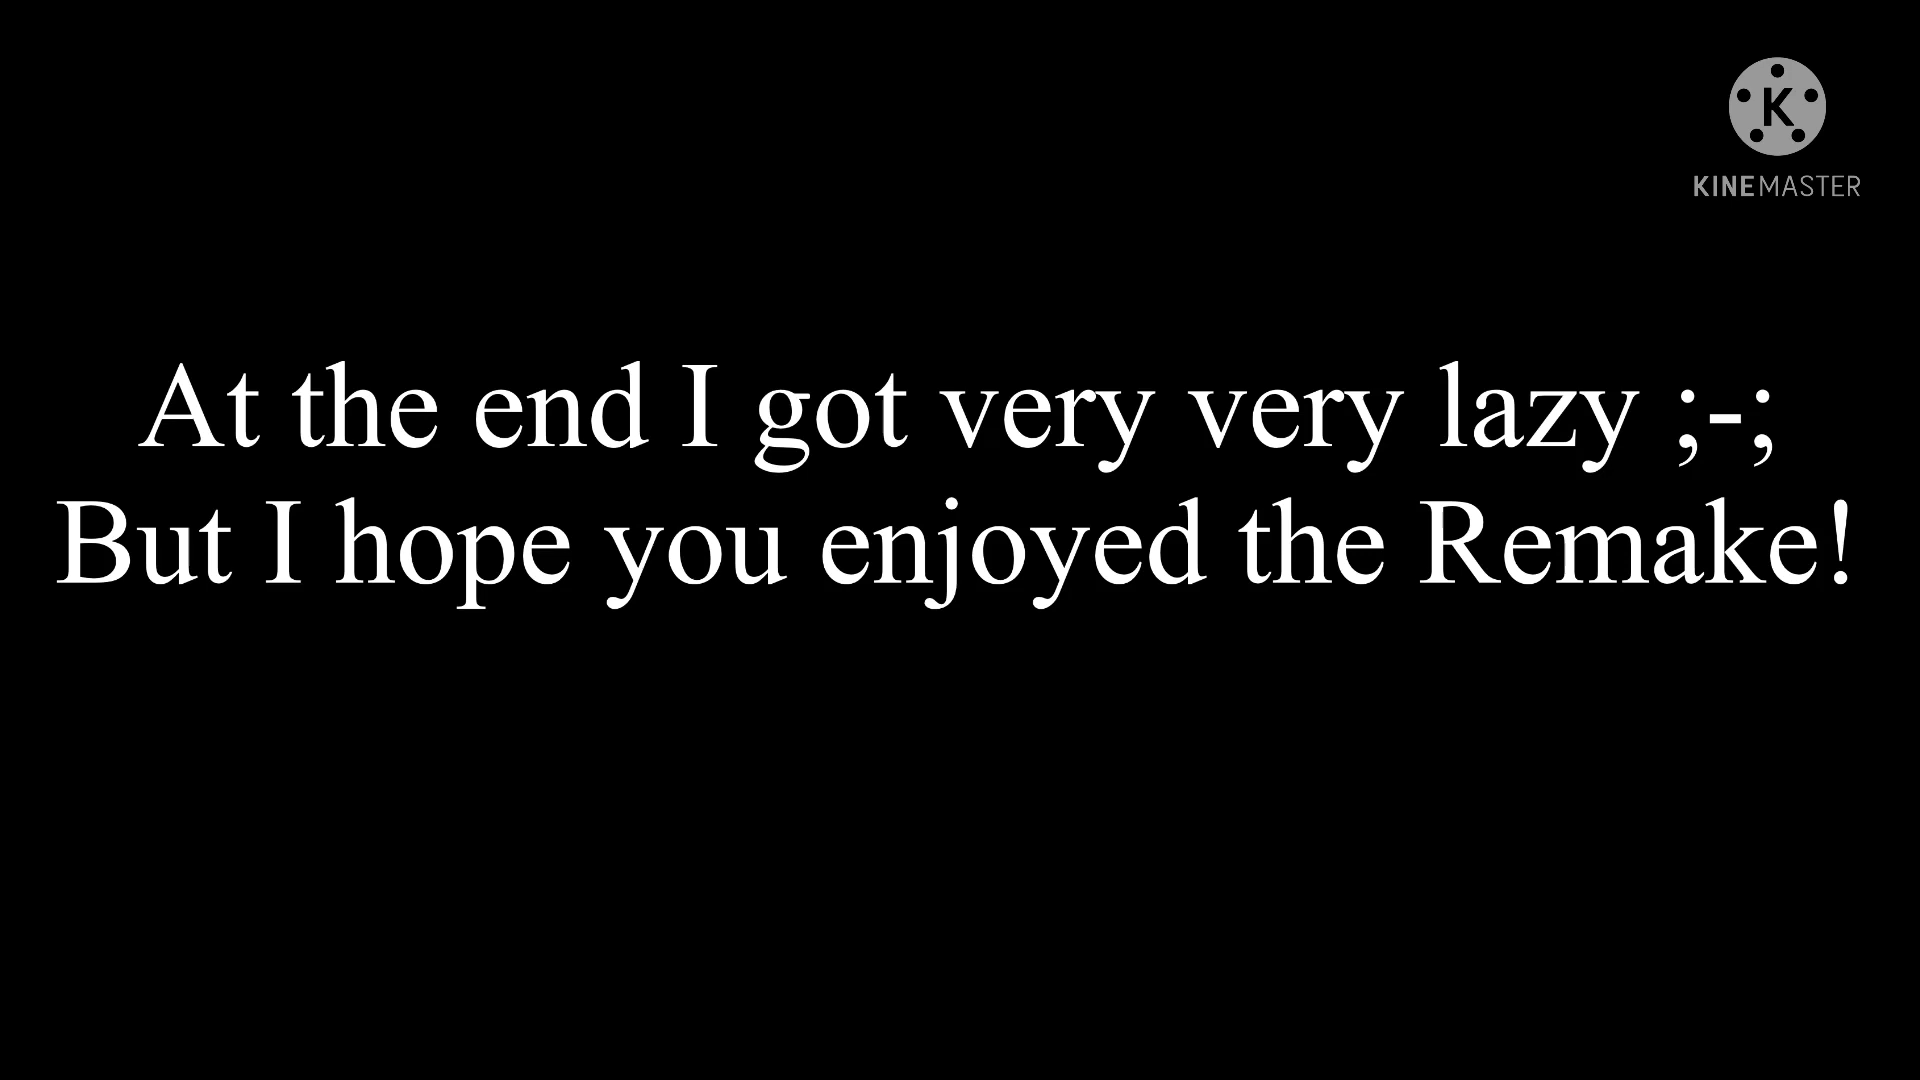 K
KINEMASTER
At the end I got very very lazy ;-;
But I hope you enjoyed the Remake!